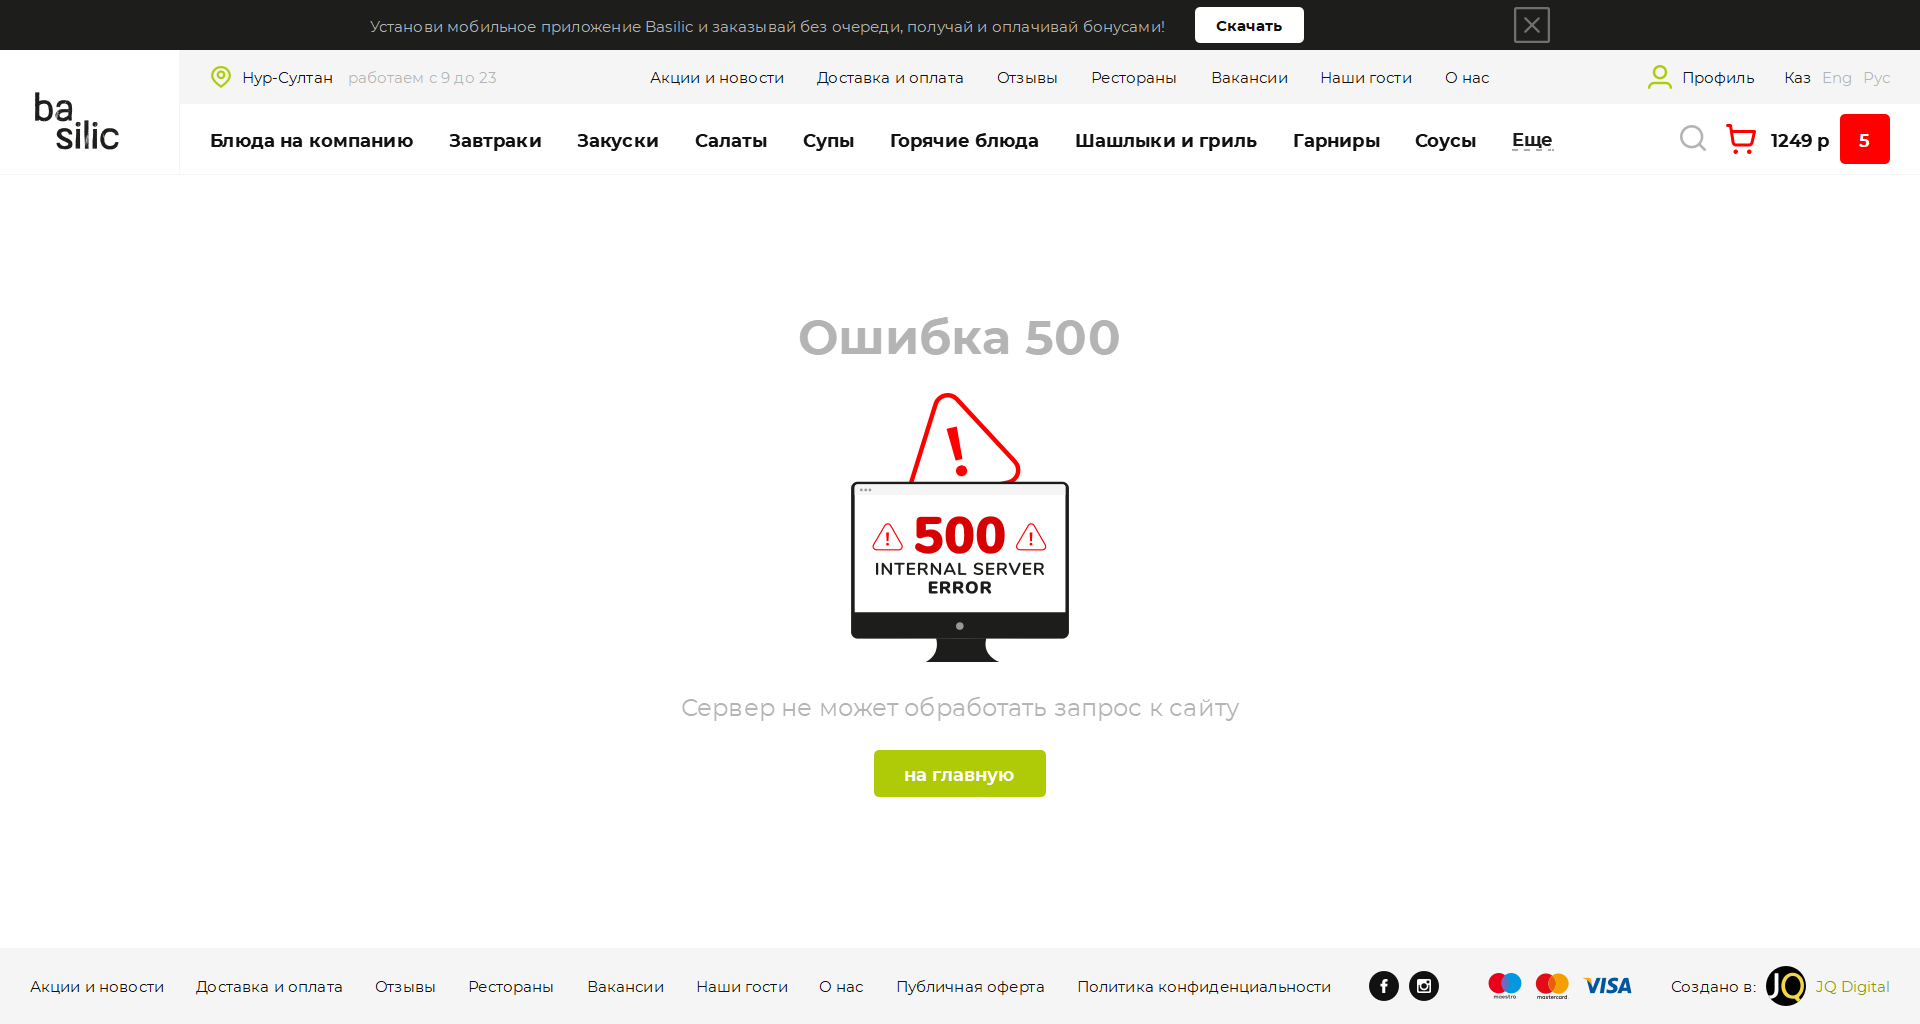 Установи мобильное приложение Basilic и заказывай без очереди, получай и оплачивай бонусами!
Скачать
ba
silic
Нур-Султан
работаем с 9 до 23
Акции и новости
Доставка и оплата
Отзывы
Рестораны
Вакансии
Наши гости
О нас
Профиль
Каз
Eng
Рус
Блюда на компанию
Завтраки
Закуски
Салаты
Супы
Горячие блюда
Шашлыки и гриль
Гарниры
Соусы
Еще
1249 р
5
Ошибка 500
!
! 500 !
INTERNAL SERVER
ERROR
Сервер не может обработать запрос к сайту
на главную
Акции и новости
Доставка и оплата
Отзывы
Рестораны
Вакансии
Наши гости
О нас
Публичная оферта
Политика конфиденциальности
f
maestro
mastercard
VISA
Создано в:
JQ
JQ Digital